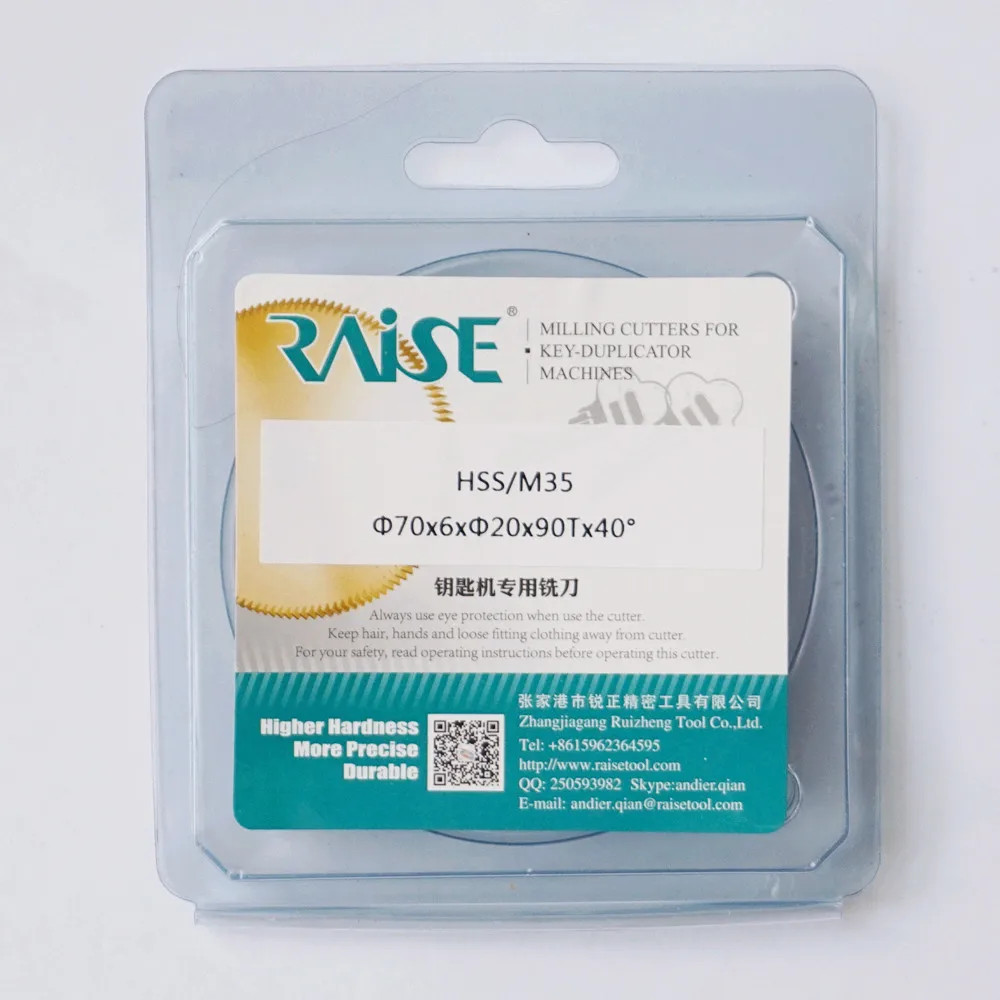 RAiSE®
MILLING CUTTERS FOR
KEY-DUPLICATOR
MACHINES
HSS/M35
Φ70x6xΦ20x90Tx40°
钥匙机专用铣刀
Always use eye protection when use the cutter.
Keep hair, hands and loose fitting clothing away from cutter.
For your safety, read operating instructions before operating this cutter.
Higher Hardness
More Precise
Durable
张家港市锐正精密工具有限公司
Zhangjiagang Ruizheng Tool Co.,Ltd.
Tel: +8615962364595
http://www.raisetool.com
QQ: 250593982 Skype:andier.qian
E-mail: andier.qian@raisetool.com